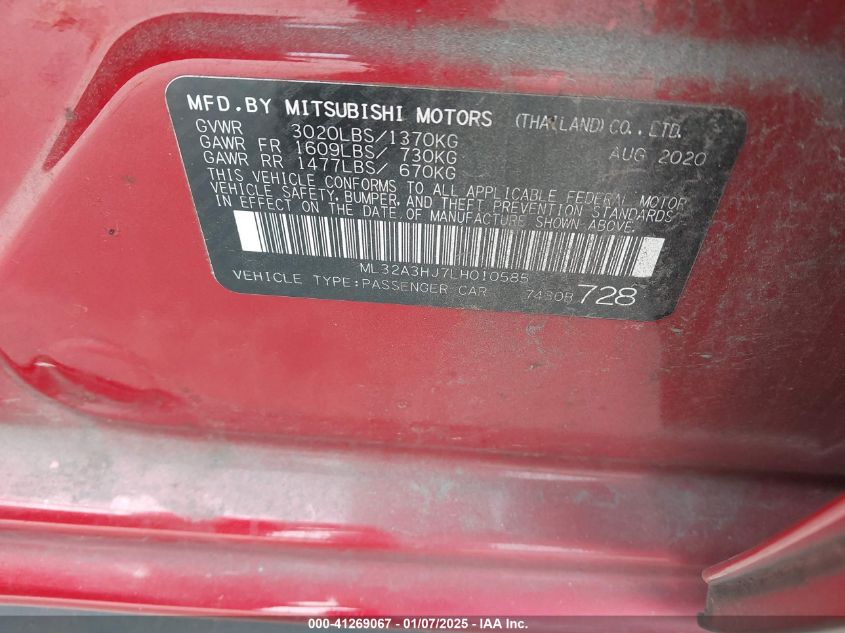 MFD.BY MITSUBISHI MOTORS (THAILAND) CO., LTD.
GVWR 3020LBS/1370KG AUG 2020
GAWR FR 1609LBS/ 730KG
GAWR RR 1477LBS/ 670KG
THIS VEHICLE CONFORMS TO ALL APPLICABLE FEDERAL MOTOR
VEHICLE SAFETY, BUMPER, AND THEFT PREVENTION STANDARDS
IN EFFECT ON THE DATE OF MANUFACTURE SHOWN ABOVE.
ML32A3HJ7LH010585
VEHICLE TYPE:PASSENGER CAR 7430B 728
000-41269067 - 01/07/2025 - IAA Inc.